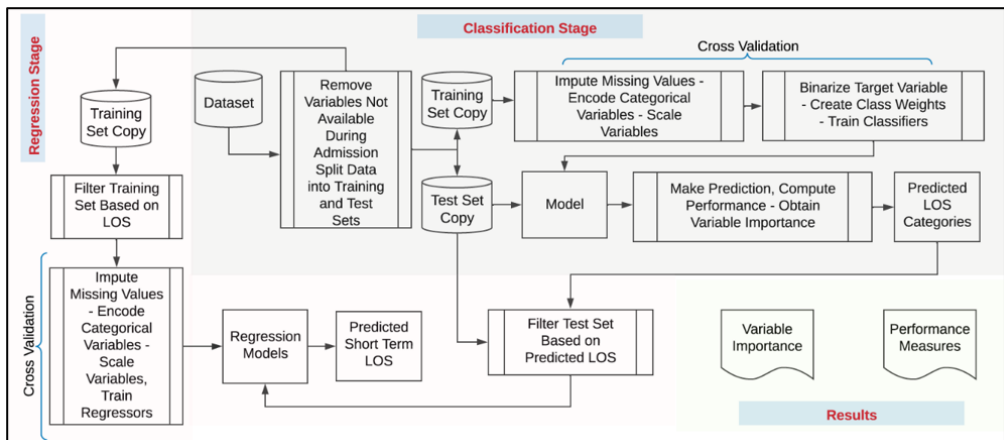 Regression Stage
Classification Stage
Cross Validation
Training
Set Copy
Dataset
Remove
Variables Not
Available
During
Admission
Split Data
into Training
and Test
Sets
Training
Set Copy
Impute Missing Values -
Encode Categorical
Variables - Scale
Variables
Binarize Target Variable
- Create Class Weights
- Train Classifiers
Filter Training
Set Based on
LOS
Test Set
Copy
Model
Make Prediction, Compute
Performance - Obtain
Variable Importance
Predicted
LOS
Categories
Cross Validation
Impute
Missing Values
- Encode
Categorical
Variables -
Scale
Variables, Train
Regressors
Regression
Models
Predicted
Short Term
LOS
Filter Test Set
Based on
Predicted LOS
Variable
Importance
Performance
Measures
Results